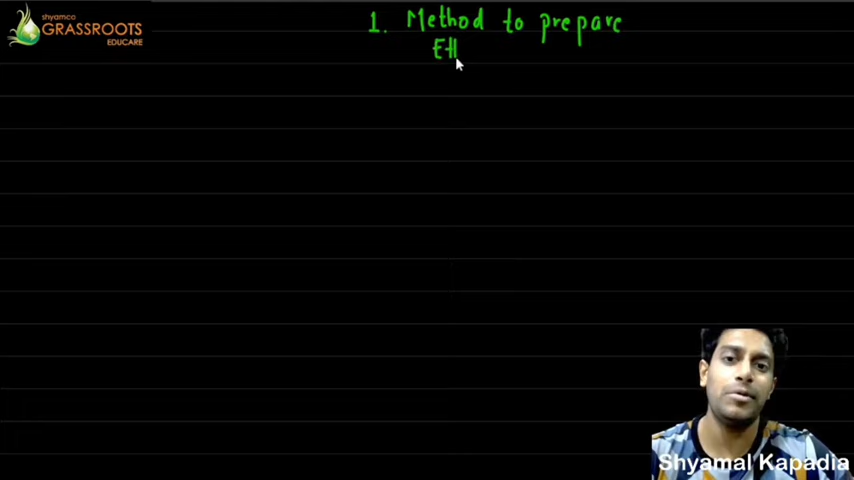 shyamco
GRASSROOTS
EDUCARE
1. Method to prepare
Eth
Shyamal Kapadia